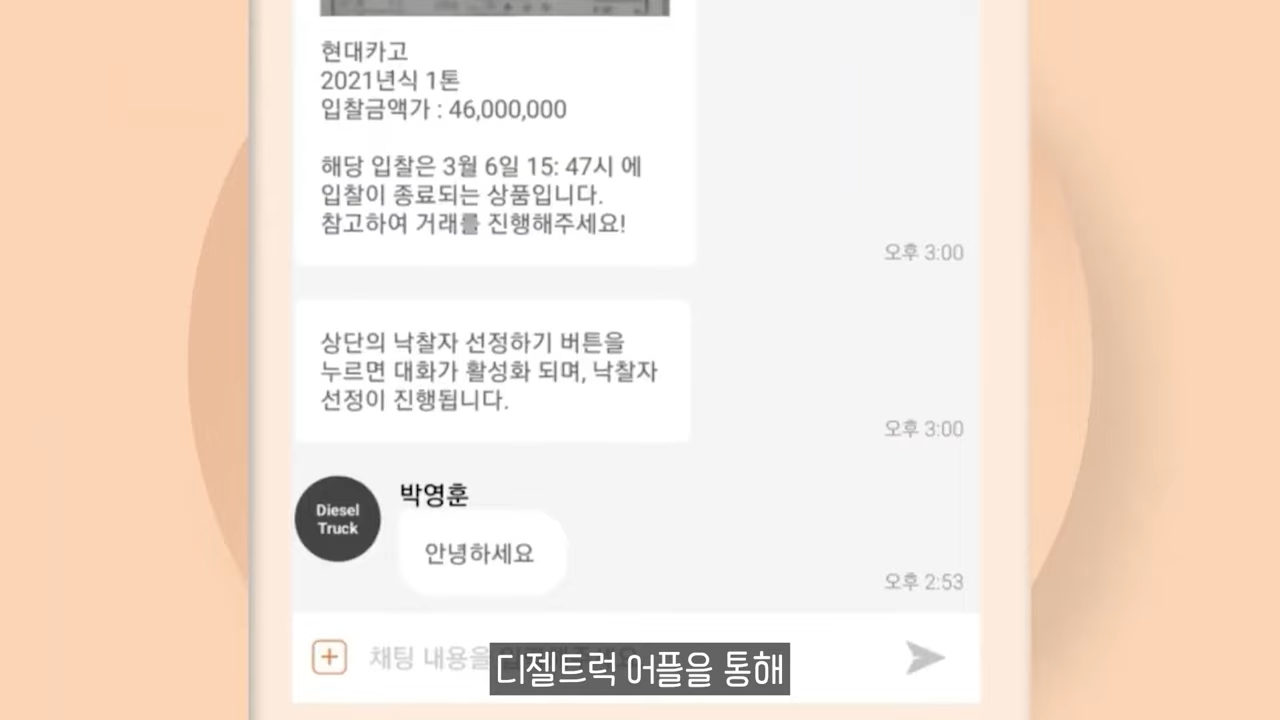 현대카고
2021년식 1톤
입찰금액가 : 46,000,000
해당 입찰은 3월 6일 15: 47시 에
입찰이 종료되는 상품입니다.
참고하여 거래를 진행해주세요!
오후 3:00
상단의 낙찰자 선정하기 버튼을
누르면 대화가 활성화 되며, 낙찰자
선정이 진행됩니다.
오후 3:00
Diesel
Truck
박영훈
안녕하세요
오후 2:53
채팅 내용을
디젤트럭 어플을 통해